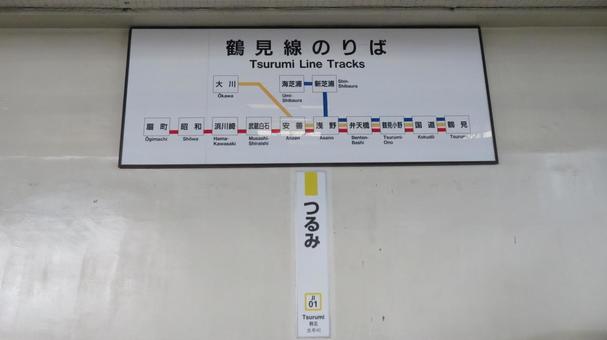 鶴見線のりば
Tsurumi Line Tracks
大川
Ōkawa
海芝浦
Umi-
Shibaura
新芝浦
Shin-
Shibaura
扇町
Ōgimachi
昭和
Shōwa
浜川崎
Hama-
Kawasaki
武蔵白石
Musashi-
Shiraishi
安善
Anzen
浅野
Asano
弁天橋
Benten-
Bashi
鶴見小野
Tsurumi-
Ono
国道
Kokudō
鶴見
Tsurumi
つるみ
JI
01
Tsurumi
鹤见